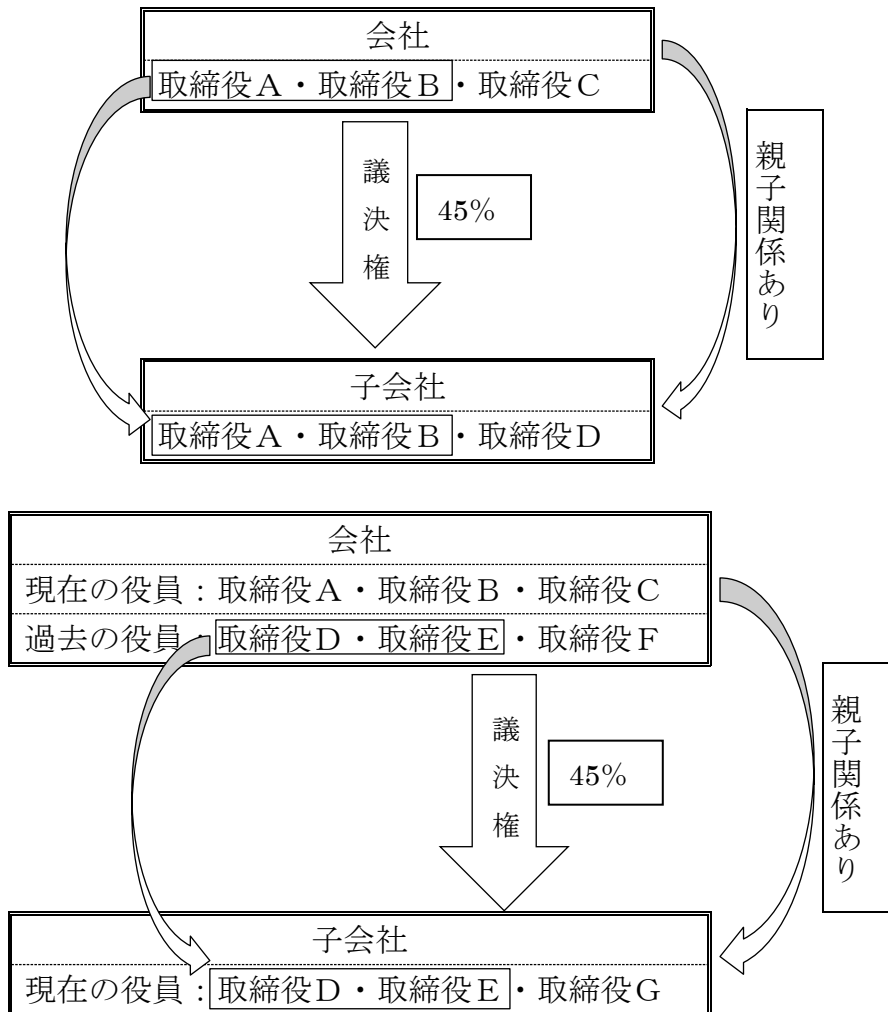 会社
取締役A・取締役B・取締役C
議決権
45%
親子関係あり
子会社
取締役A・取締役B・取締役D
会社
現在の役員：取締役A・取締役B・取締役C
過去の役員：取締役D・取締役E・取締役F
議決権
45%
親子関係あり
子会社
現在の役員：取締役D・取締役E・取締役G